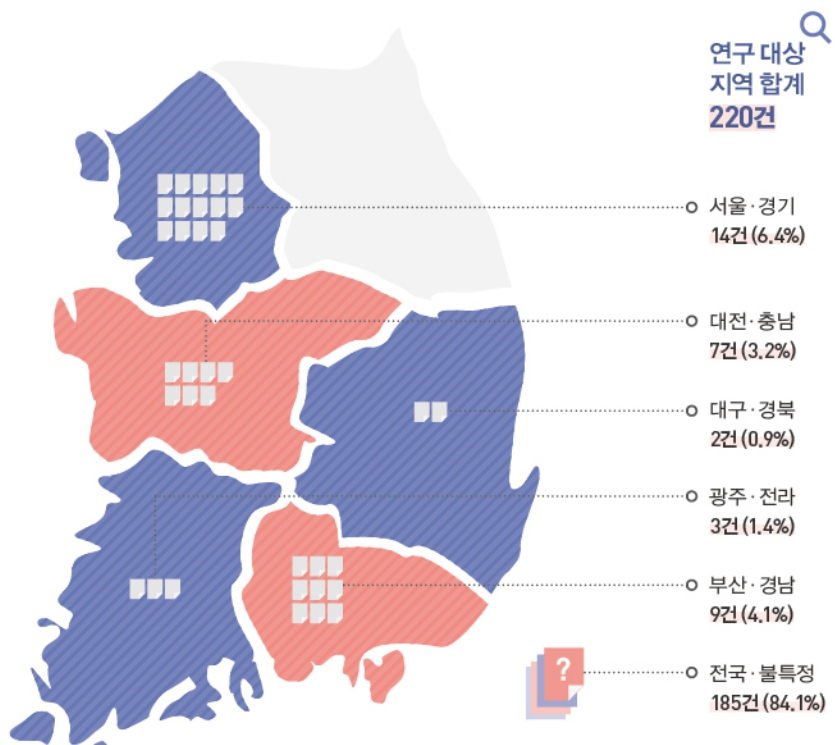 연구 대상
지역 합계
220건
서울·경기
14건(6.4%)
대전·충남
7건(3.2%)
대구·경북
2건(0.9%)
광주·전라
3건(1.4%)
부산·경남
9건(4.1%)
?
전국·불특정
185건(84.1%)